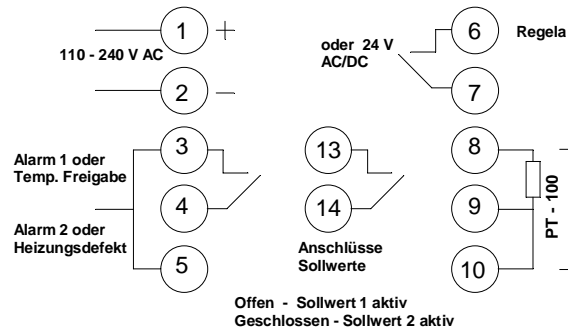 1 +
110 - 240 V AC
2 –
oder 24 V
AC/DC
6
Regela
7
Alarm 1 oder
Temp. Freigabe
Alarm 2 oder
Heizungsdefekt
3
4
5
13
14
Anschlüsse
Sollwerte
8
9
10
PT - 100
Offen - Sollwert 1 aktiv
Geschlossen - Sollwert 2 aktiv